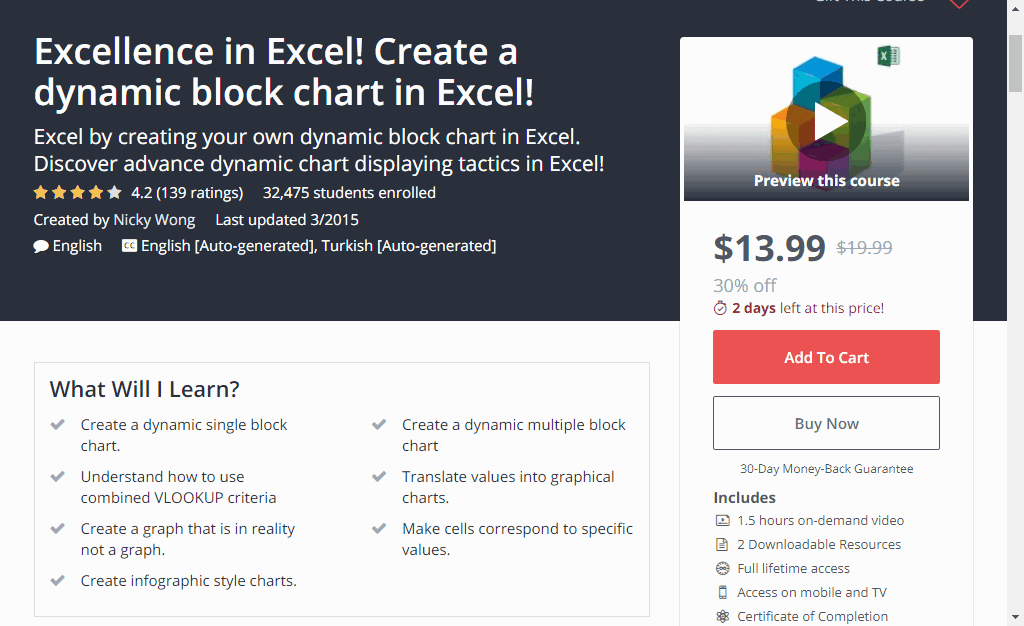 Gift This Course
Excellence in Excel! Create a
dynamic block chart in Excel!
Excel by creating your own dynamic block chart in Excel.
Discover advance dynamic chart displaying tactics in Excel!
4.2 (139 ratings) 32,475 students enrolled
Created by Nicky Wong Last updated 3/2015
English CC English [Auto-generated], Turkish [Auto-generated]
X
Preview this course
$13.99 $19.99
30% off
2 days left at this price!
Add To Cart
Buy Now
30-Day Money-Back Guarantee
Includes
1.5 hours on-demand video
2 Downloadable Resources
Full lifetime access
Access on mobile and TV
Certificate of Completion
What Will I Learn?
Create a dynamic single block
chart.
Understand how to use
combined VLOOKUP criteria
Create a graph that is in reality
not a graph.
Create infographic style charts.
Create a dynamic multiple block
chart
Translate values into graphical
charts.
Make cells correspond to specific
values.